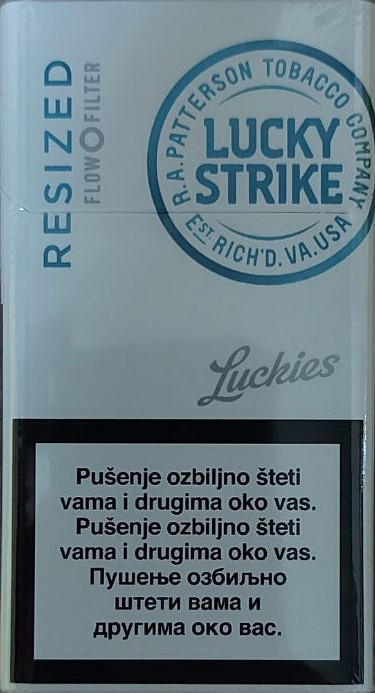 RESIZED
FLOW FILTER
R.A.PATTERSON TOBACCO COMPANY
LUCKY
STRIKE
EST. RICH'D.VA.USA
Luckies
Pušenje ozbiljno šteti
vama i drugima oko vas.
Pušenje ozbiljno šteti
vama i drugima oko vas.
Пушење озбиљно
штети вама и
другима око вас.